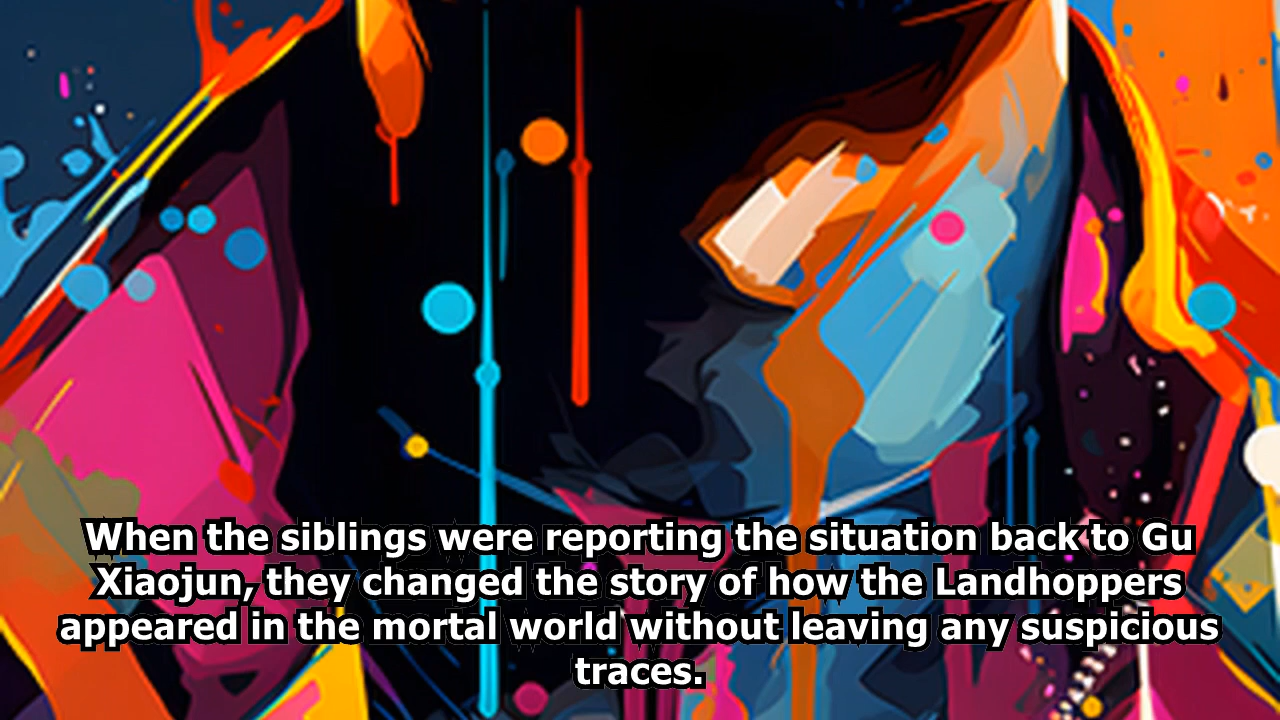 When the siblings were reporting the situation back to Gu
Xiaojun, they changed the story of how the Landhoppers
appeared in the mortal world without leaving any suspicious
traces.